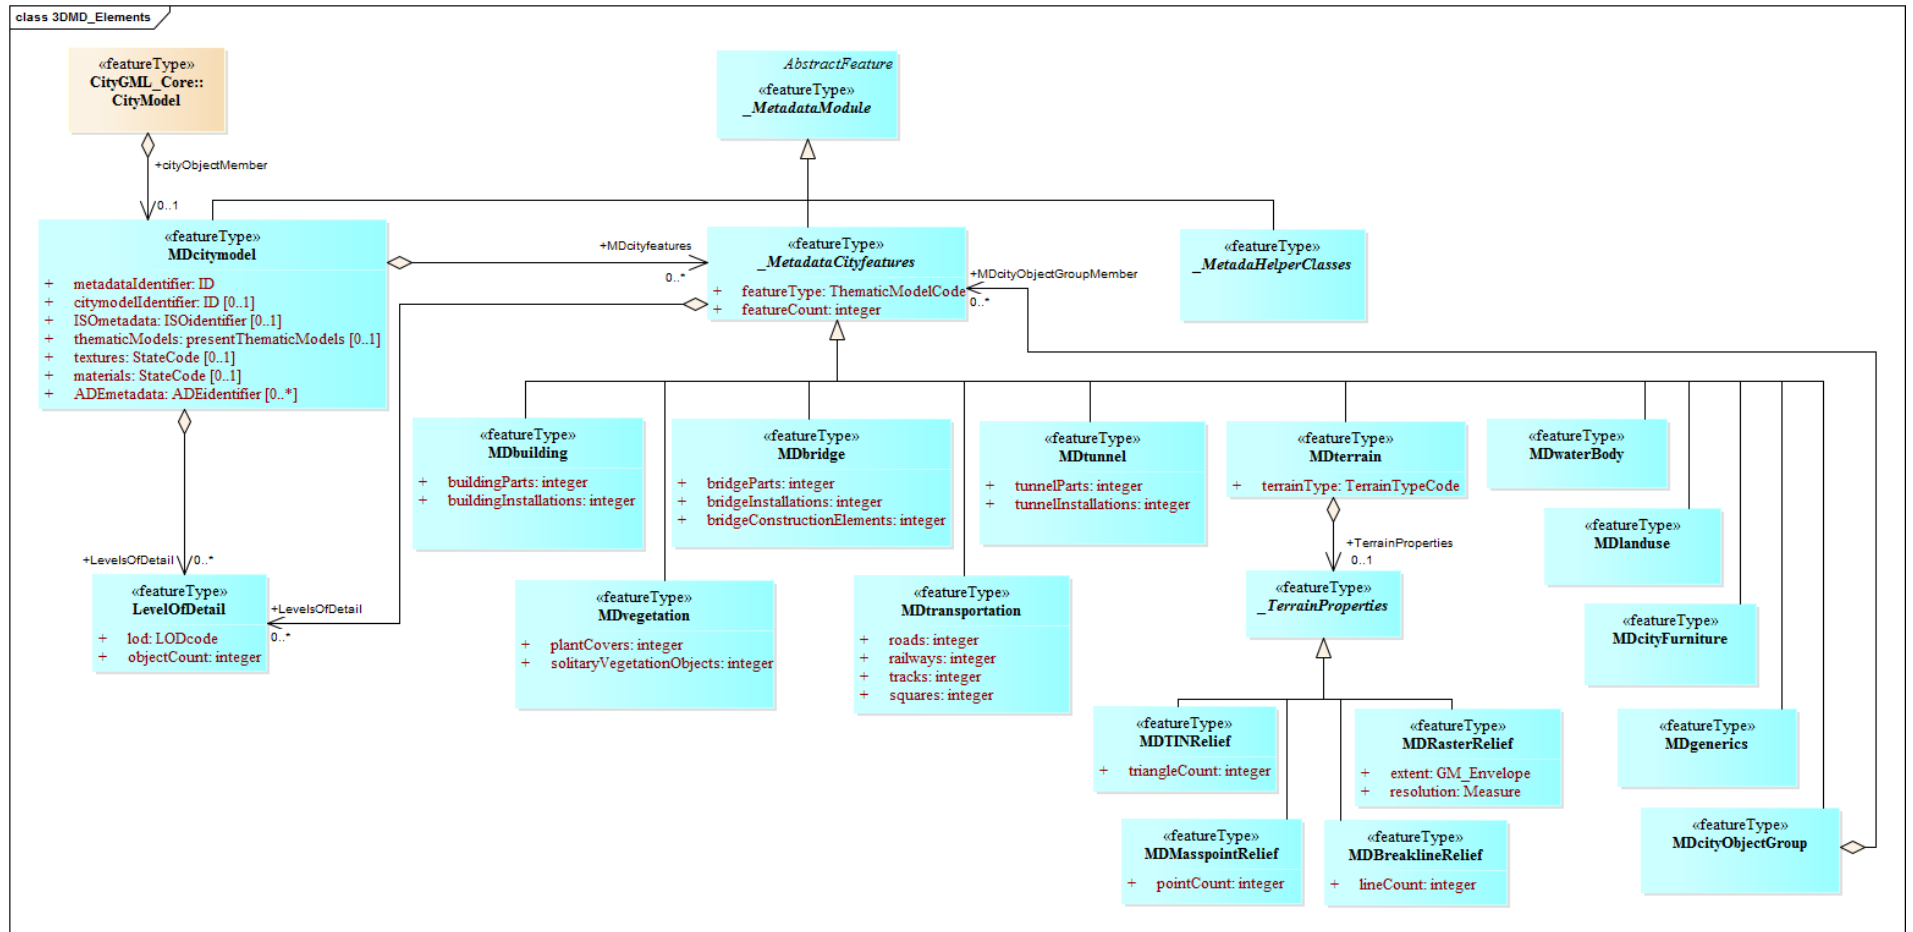 class 3DMD_Elements
«featureType»
CityGML_Core::
CityModel
+cityObjectMember
0..1
AbstractFeature
«featureType»
_MetadataModule
«featureType»
MDcitymodel
+ metadataIdentifier: ID
+ citymodelIdentifier: ID [0..1]
+ ISOmetadata: ISOidentifier [0..1]
+ thematicModels: presentThematicModels [0..1]
+ textures: StateCode [0..1]
+ materials: StateCode [0..1]
+ ADEmetadata: ADEidentifier [0..*]
+MDcityfeatures
0..*
«featureType»
_MetadataCityfeatures
+ featureType: ThematicModelCode
+ featureCount: integer
+MDcityObjectGroupMember
0..*
«featureType»
_MetadaHelperClasses
«featureType»
MDbuilding
+ buildingParts: integer
+ buildingInstallations: integer
«featureType»
MDbridge
+ bridgeParts: integer
+ bridgeInstallations: integer
+ bridgeConstructionElements: integer
«featureType»
MDtunnel
+ tunnelParts: integer
+ tunnelInstallations: integer
«featureType»
MDterrain
+ terrainType: TerrainTypeCode
«featureType»
MDwaterBody
«featureType»
MDlanduse
+LevelsOfDetail
0..*
«featureType»
LevelOfDetail
+ lod: LODcode
+ objectCount: integer
+LevelsOfDetail
0..*
«featureType»
MDvegetation
+ plantCovers: integer
+ solitaryVegetationObjects: integer
«featureType»
MDtransportation
+ roads: integer
+ railways: integer
+ tracks: integer
+ squares: integer
+TerrainProperties
0..1
«featureType»
_TerrainProperties
«featureType»
MDcityFurniture
«featureType»
MDTINRelief
+ triangleCount: integer
«featureType»
MDRasterRelief
+ extent: GM_Envelope
+ resolution: Measure
«featureType»
MDgenerics
«featureType»
MDMasspointRelief
+ pointCount: integer
«featureType»
MDBreaklineRelief
+ lineCount: integer
«featureType»
MDcityObjectGroup